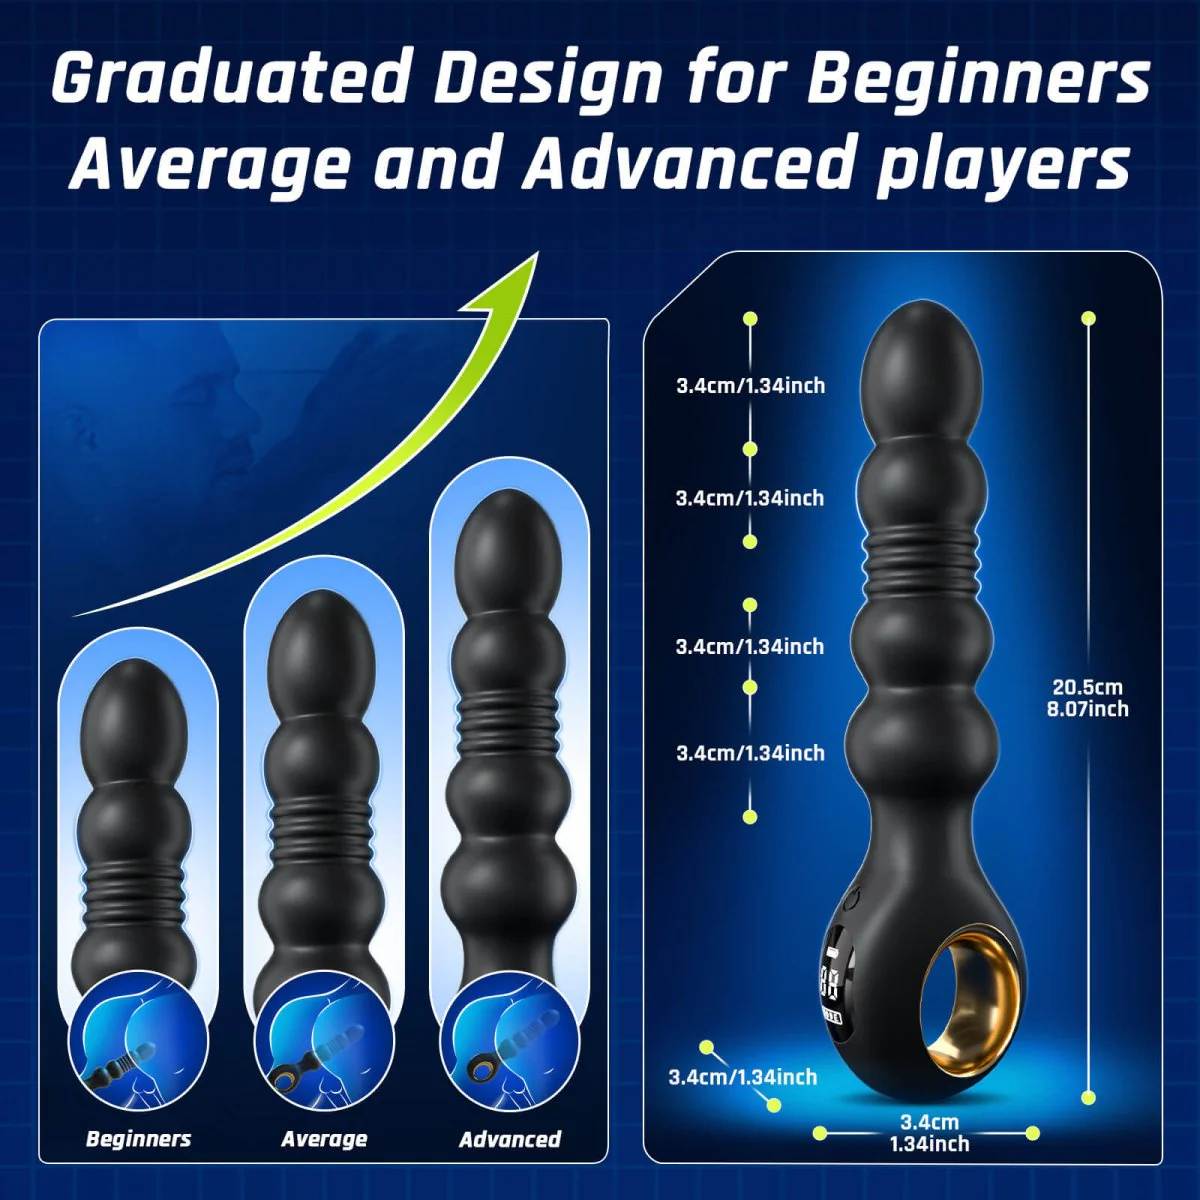 Graduated Design for Beginners
Average and Advanced players
3.4cm/1.34inch
3.4cm/1.34inch
3.4cm/1.34inch
20.5cm
8.07inch
3.4cm/1.34inch
3.4cm/1.34inch
3.4cm
1.34inch
Beginners
Average
Advanced